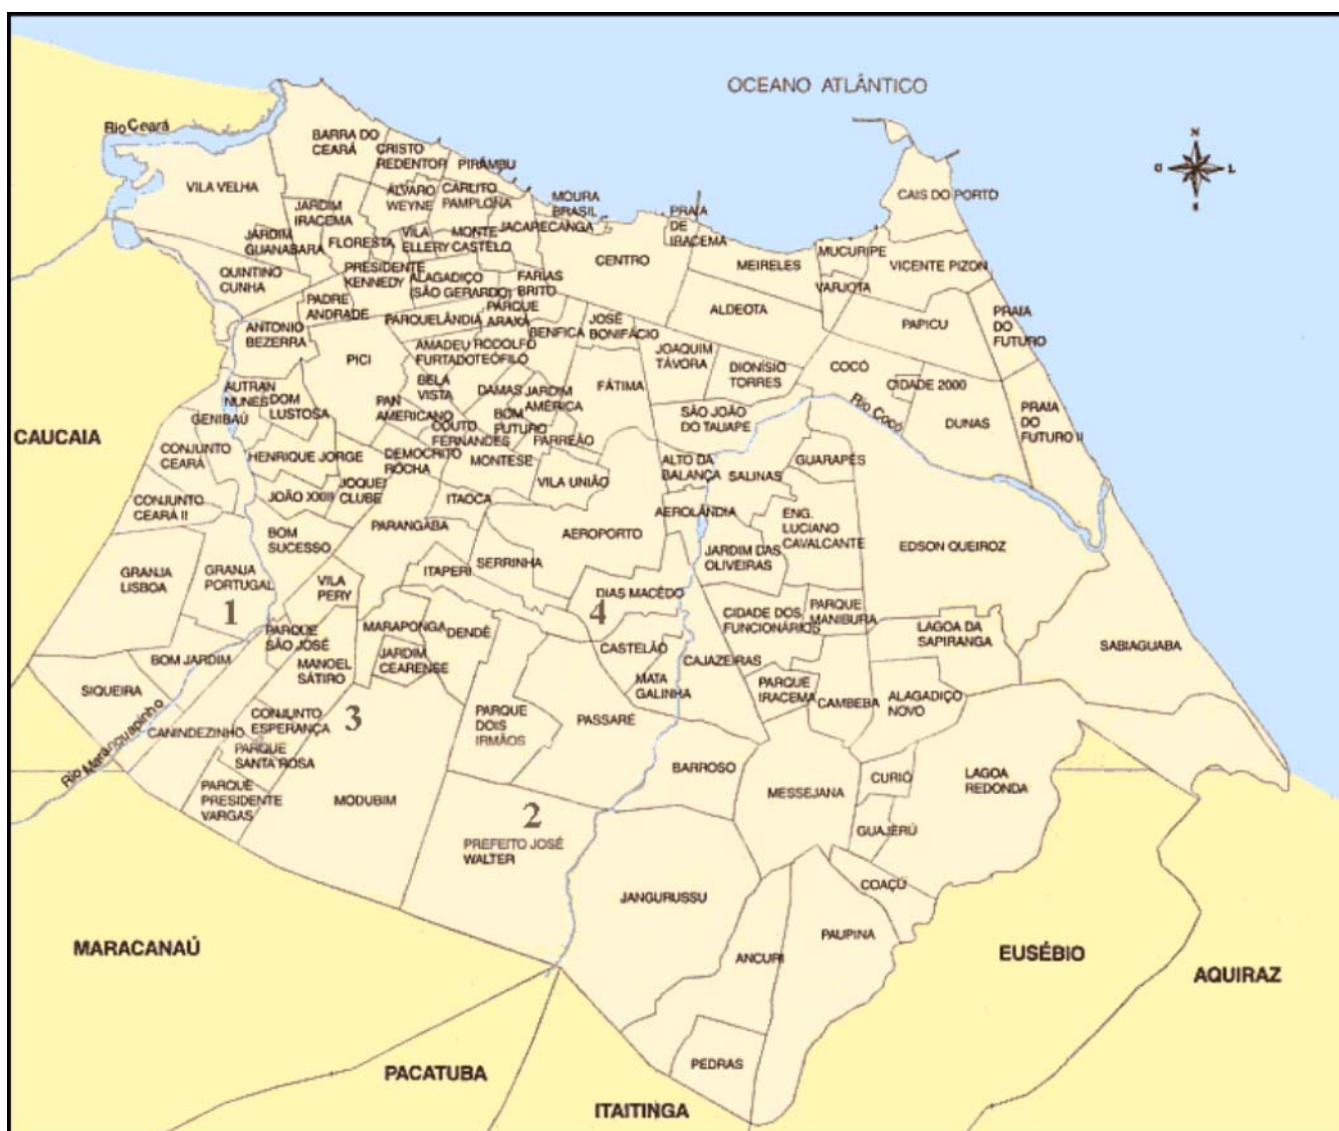 OCEANO ATLÂNTICO
Rio Ceará
N
O
L
S
BARRA DO
CEARÁ
CRISTO
REDENTOR
PIRAMBU
VILA VELHA
ÁLVARO
WEYNE
CARLITO
PAMPLONA
MOURA
BRASIL
PRAIA
DE
IRACEMA
CAIS DO PORTO
JARDIM
IRACEMA
JACARECANGA
JARDIM
GUANABARA
FLORESTA
VILA
ELLERY
MONTE
CASTELO
CENTRO
MEIRELES
MUCURIPE
VICENTE PIZON
QUINTINO
CUNHA
PRESIDENTE
KENNEDY
ALAGADIÇO
(SÃO GERARDO)
FARIAS
BRITO
VARJOTA
PADRE
ANDRADE
PARQUELÂNDIA
PARQUE
ARAXÁ
BENFICA
JOSÉ
BONIFÁCIO
ALDEOTA
PAPICU
PRAIA
DO
FUTURO
ANTONIO
BEZERRA
PICI
AMADEU
FURTADO
RODOLFO
TEÓFILO
JOAQUIM
TÁVORA
DIONÍSIO
TORRES
COCÓ
CIDADE 2000
AUTRAN
NUNES
DOM
LUSTOSA
BELA
VISTA
DAMAS
JARDIM
AMÉRICA
FÁTIMA
GENIBAÚ
PAN
AMERICANO
COUTO
FERNANDES
BOM
FUTURO
PARREÃO
SÃO JOÃO
DO TAUAPE
Rio Cocó
DUNAS
PRAIA
DO
FUTURO II
CAUCAIA
CONJUNTO
CEARÁ
HENRIQUE JORGE
DEMOCRITO
ROCHA
MONTESE
VILA UNIÃO
ALTO DA
BALANÇA
SALINAS
GUARAPES
CONJUNTO
CEARÁ II
JOÃO XXIII
JOQUEI
CLUBE
ITAOCA
AEROLÂNDIA
ENG.
LUCIANO
CAVALCANTE
BOM
SUCESSO
PARANGABA
AEROPORTO
EDSON QUEIROZ
GRANJA
LISBOA
GRANJA
PORTUGAL
1
VILA
PERY
ITAPERI
SERRINHA
JARDIM DAS
OLIVEIRAS
DIAS MACÊDO
4
CIDADE DOS
FUNCIONÁRIOS
PARQUE
MANIBURA
LAGOA DA
SAPIRANGA
SABIAGUABA
PARQUE
SÃO JOSÉ
MARAPONGA
DENDÊ
BOM JARDIM
MANOEL
SÁTIRO
JARDIM
CEARENSE
CASTELÃO
CAJAZEIRAS
SIQUEIRA
MATA
GALINHA
PARQUE
IRACEMA
CAMBEBA
ALAGADIÇO
NOVO
Rio Maranguapinho
CANINDEZINHO
CONJUNTO
ESPERANÇA
3
PARQUE
DOIS
IRMÃOS
PASSARÉ
PARQUE
SANTA ROSA
BARROSO
MESSEJANA
CURIÓ
LAGOA
REDONDA
PARQUE
PRESIDENTE
VARGAS
MODUBIM
2
PREFEITO JOSÉ
WALTER
GUAJERÚ
JANGURUSSU
COAÇÚ
MARACANAÚ
PAUPINA
ANCURI
EUSÉBIO
AQUIRAZ
PACATUBA
PEDRAS
ITAITINGA